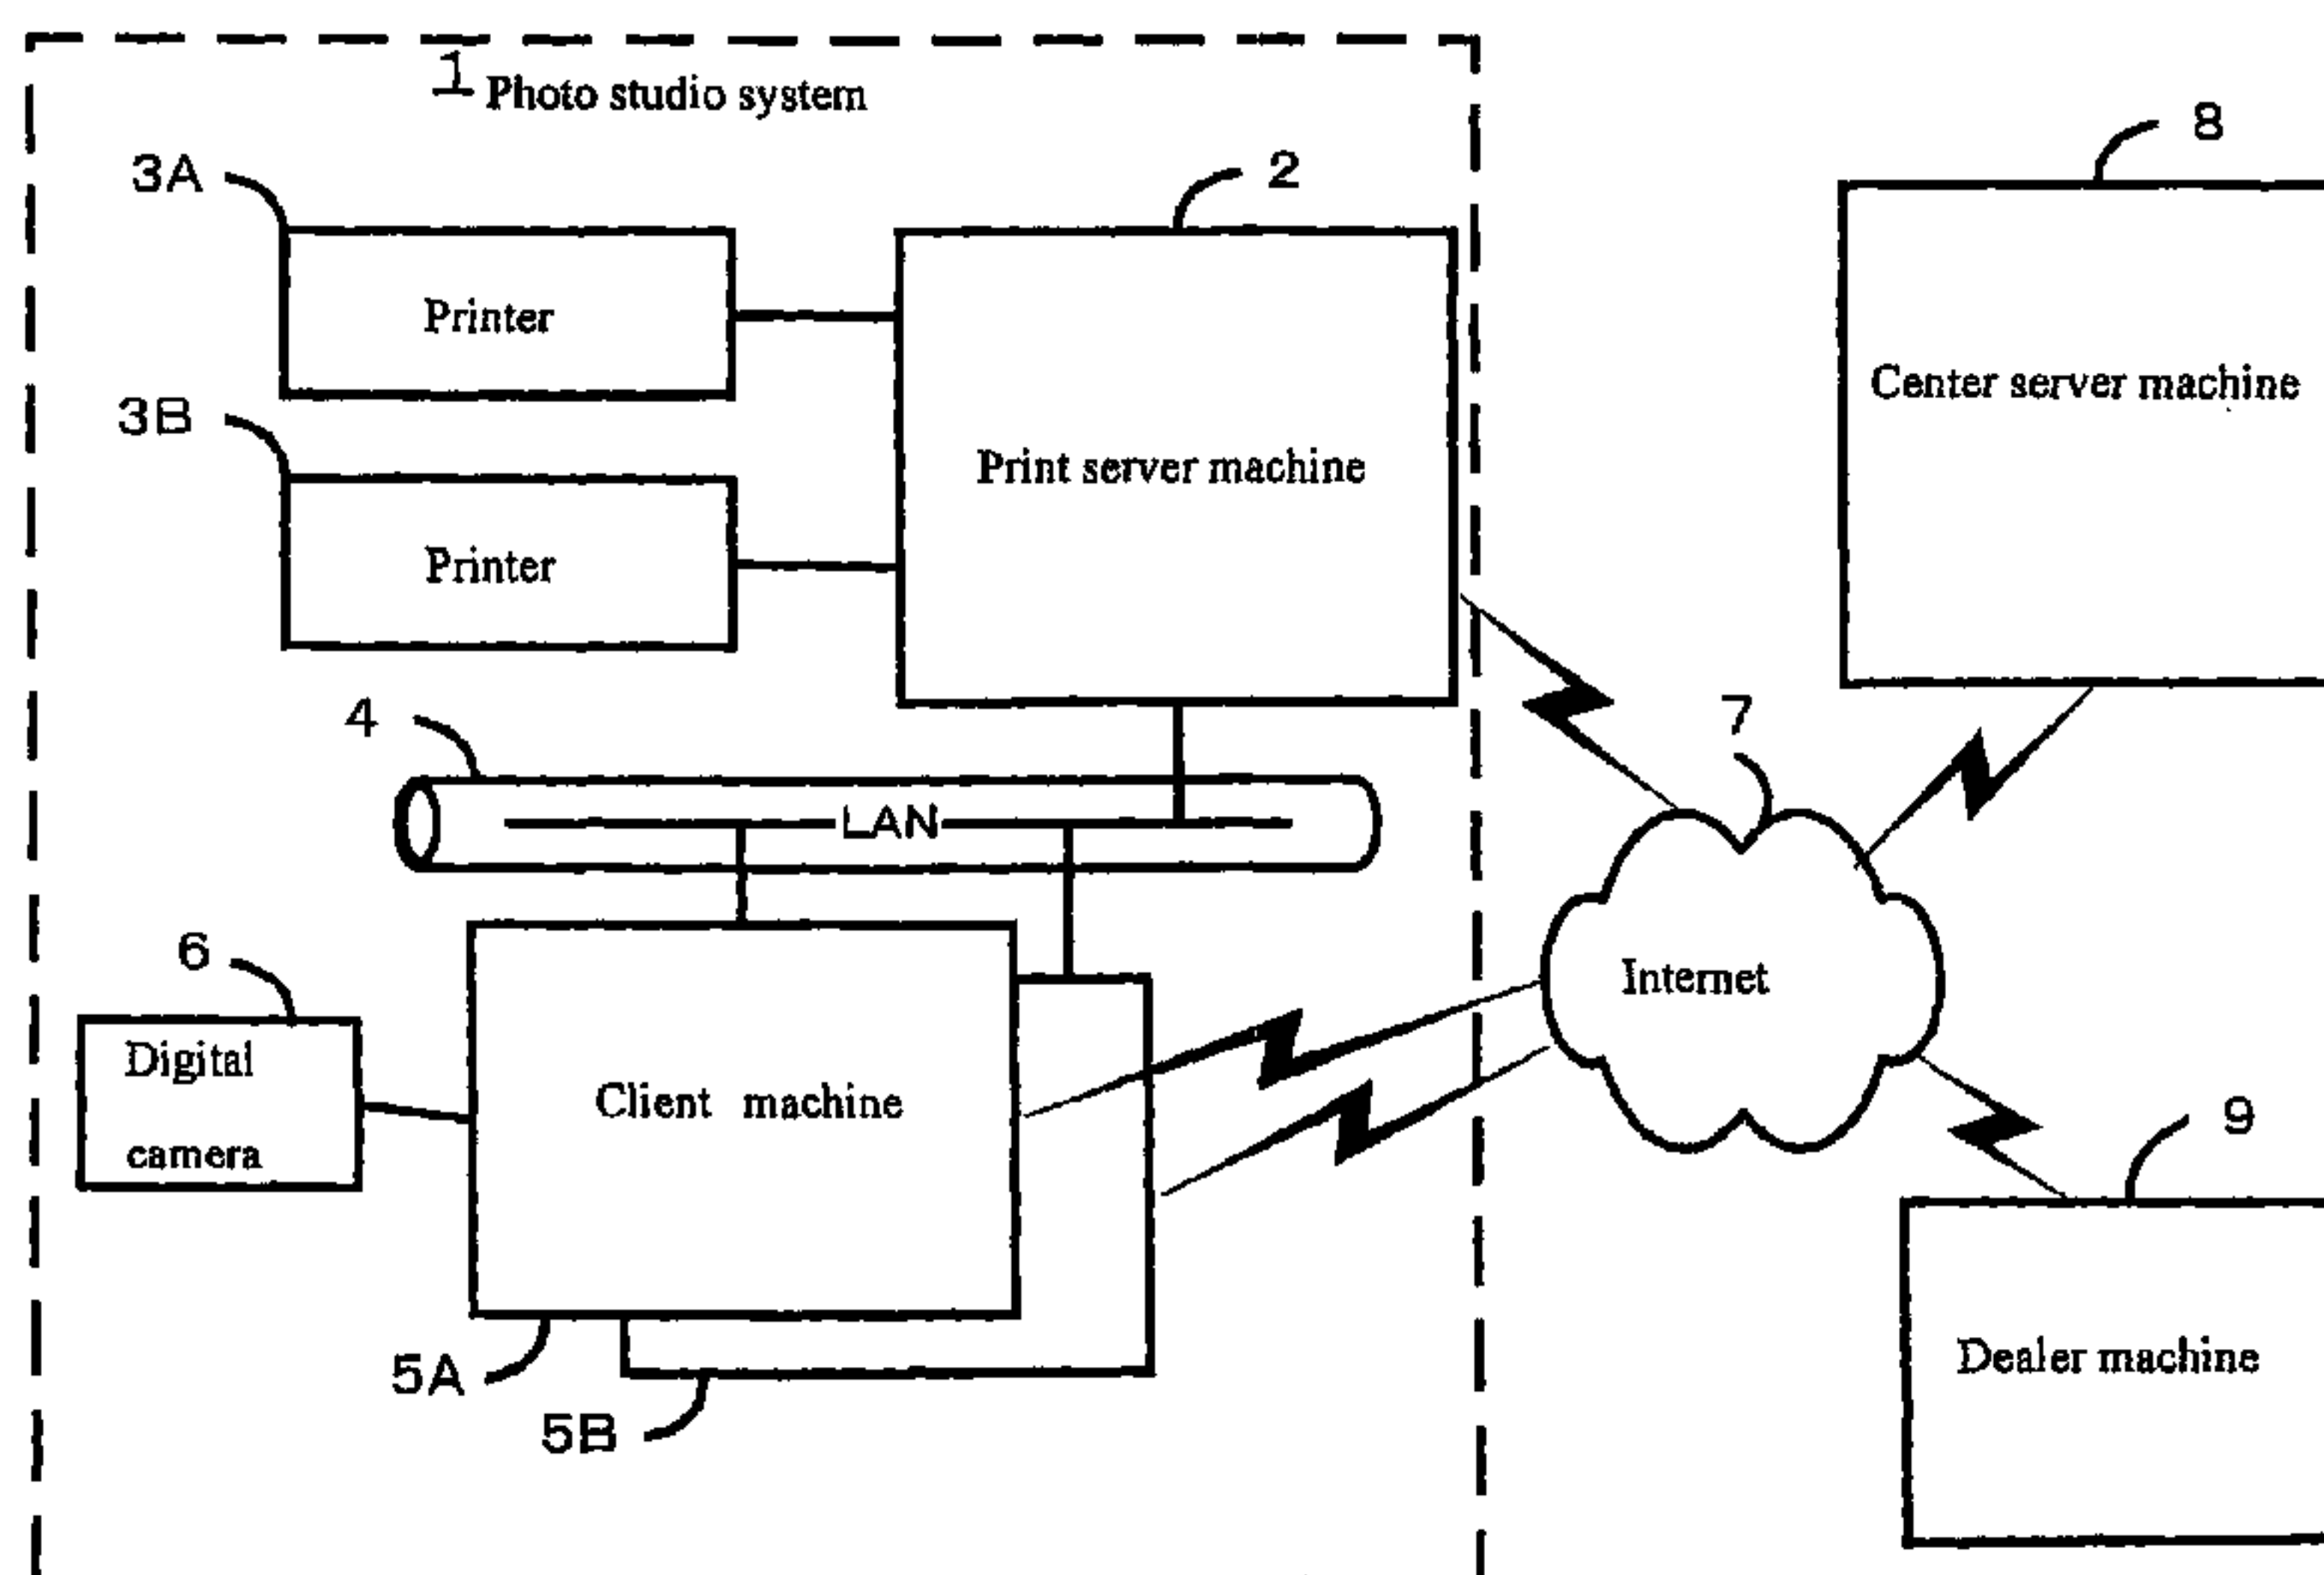 1 Photo studio system
3A
2
8
Printer
3B
Center server machine
Print server machine
Printer
4
7
LAN
6
Internet
Digital
camera
Client machine
9
5A
Dealer machine
5B